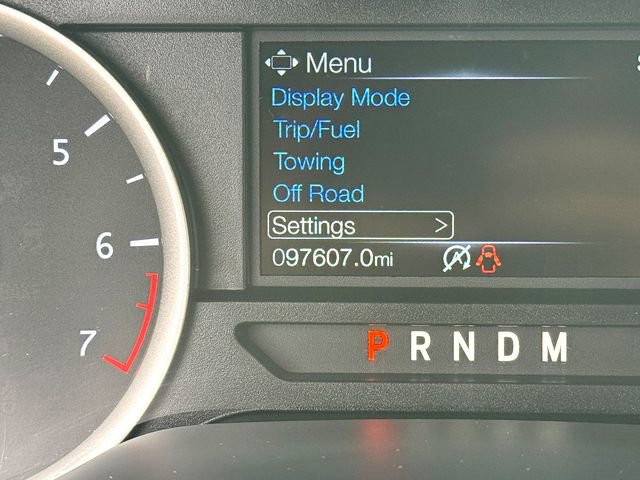 Menu
Display Mode
Trip/Fuel
Towing
Off Road
Settings >
097607.0mi
5
6
7
P R N D M